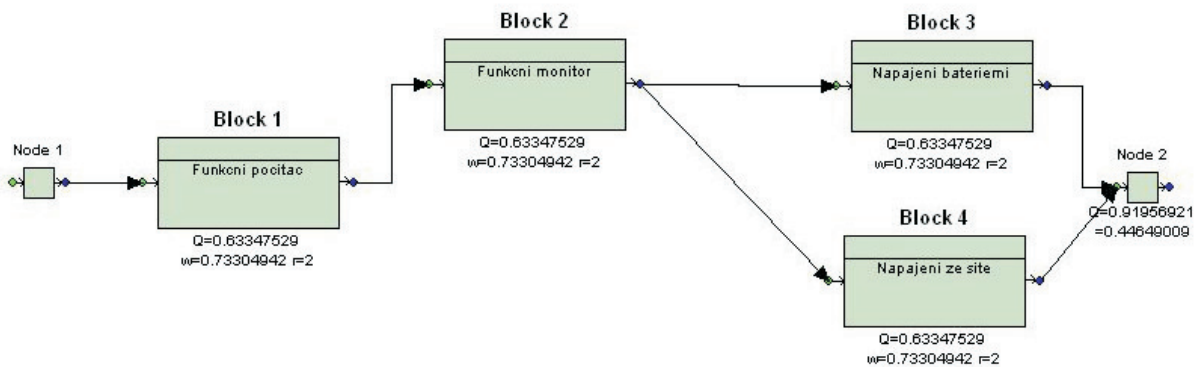 Node 1
Block 1
Funkcni pocitac
Q=0.63347529
w=0.73304942 r=2
Block 2
Funkcni monitor
Q=0.63347529
w=0.73304942 r=2
Block 3
Napajeni bateriemi
Q=0.63347529
w=0.73304942 r=2
Block 4
Napajeni ze site
Q=0.63347529
w=0.73304942 r=2
Node 2
Q=0.91956921
=0.44649009